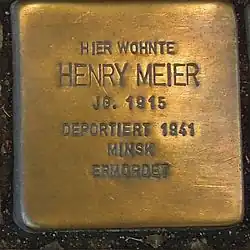 HIER WOHNTE
HENRY MEIER
JG. 1915
DEPORTIERT 1941
MINSK
ERMORDET